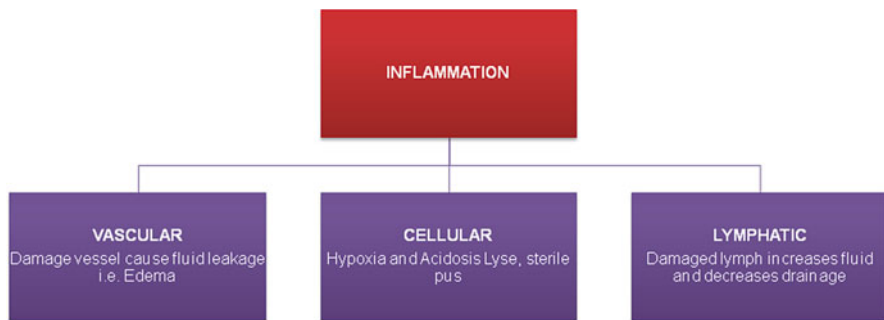 INFLAMMATION
VASCULAR
Damage vessel cause fluid leakage
i.e. Edema
CELLULAR
Hypoxia and Acidosis Lyse, sterile
pus
LYMPHATIC
Damaged lymph increases fluid
and decreases drainage